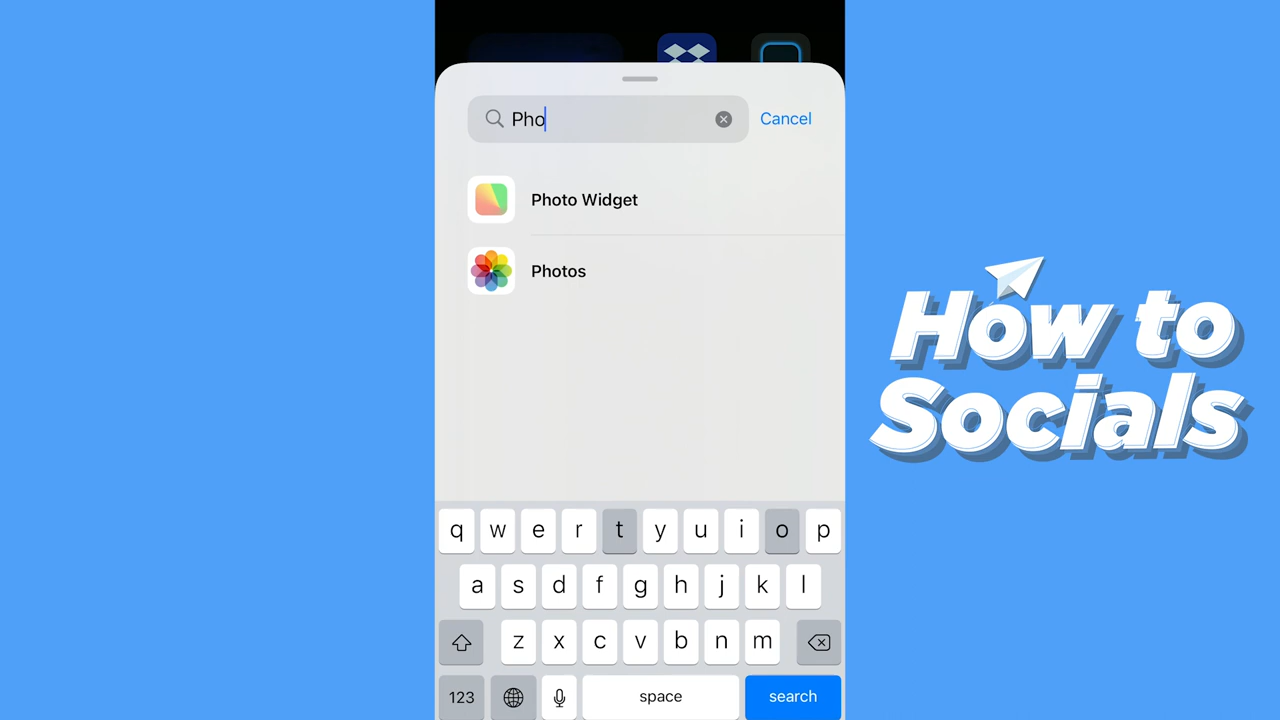 Pho
Cancel
Photo Widget
Photos
How to
Socials
q w e r t y u i o p
a s d f g h j k l
z x c v b n m
123 space search